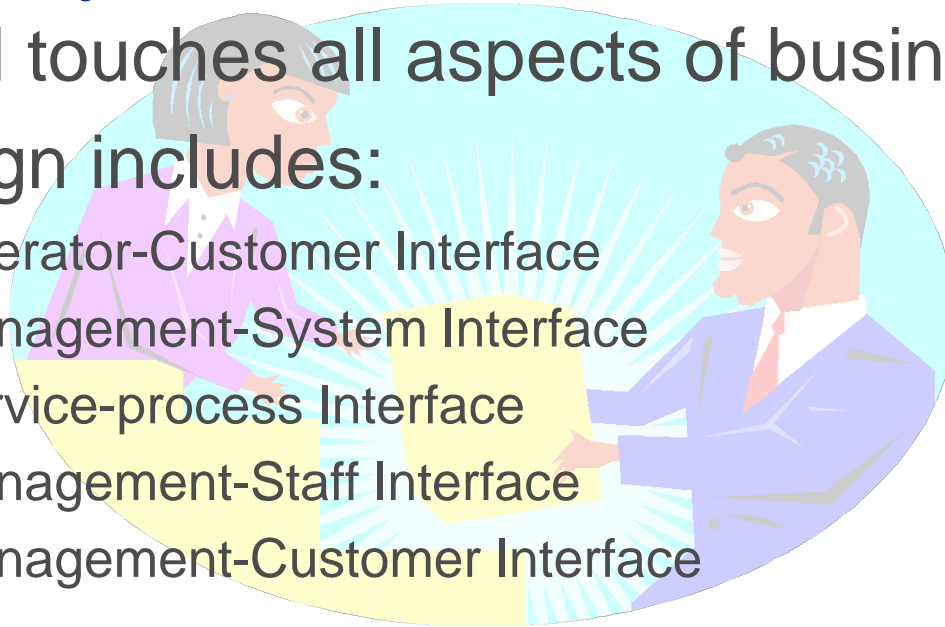 touches all aspects of busin
gn includes:
erator-Customer Interface
nagement-System Interface
rvice-process Interface
nagement-Staff Interface
nagement-Customer Interface